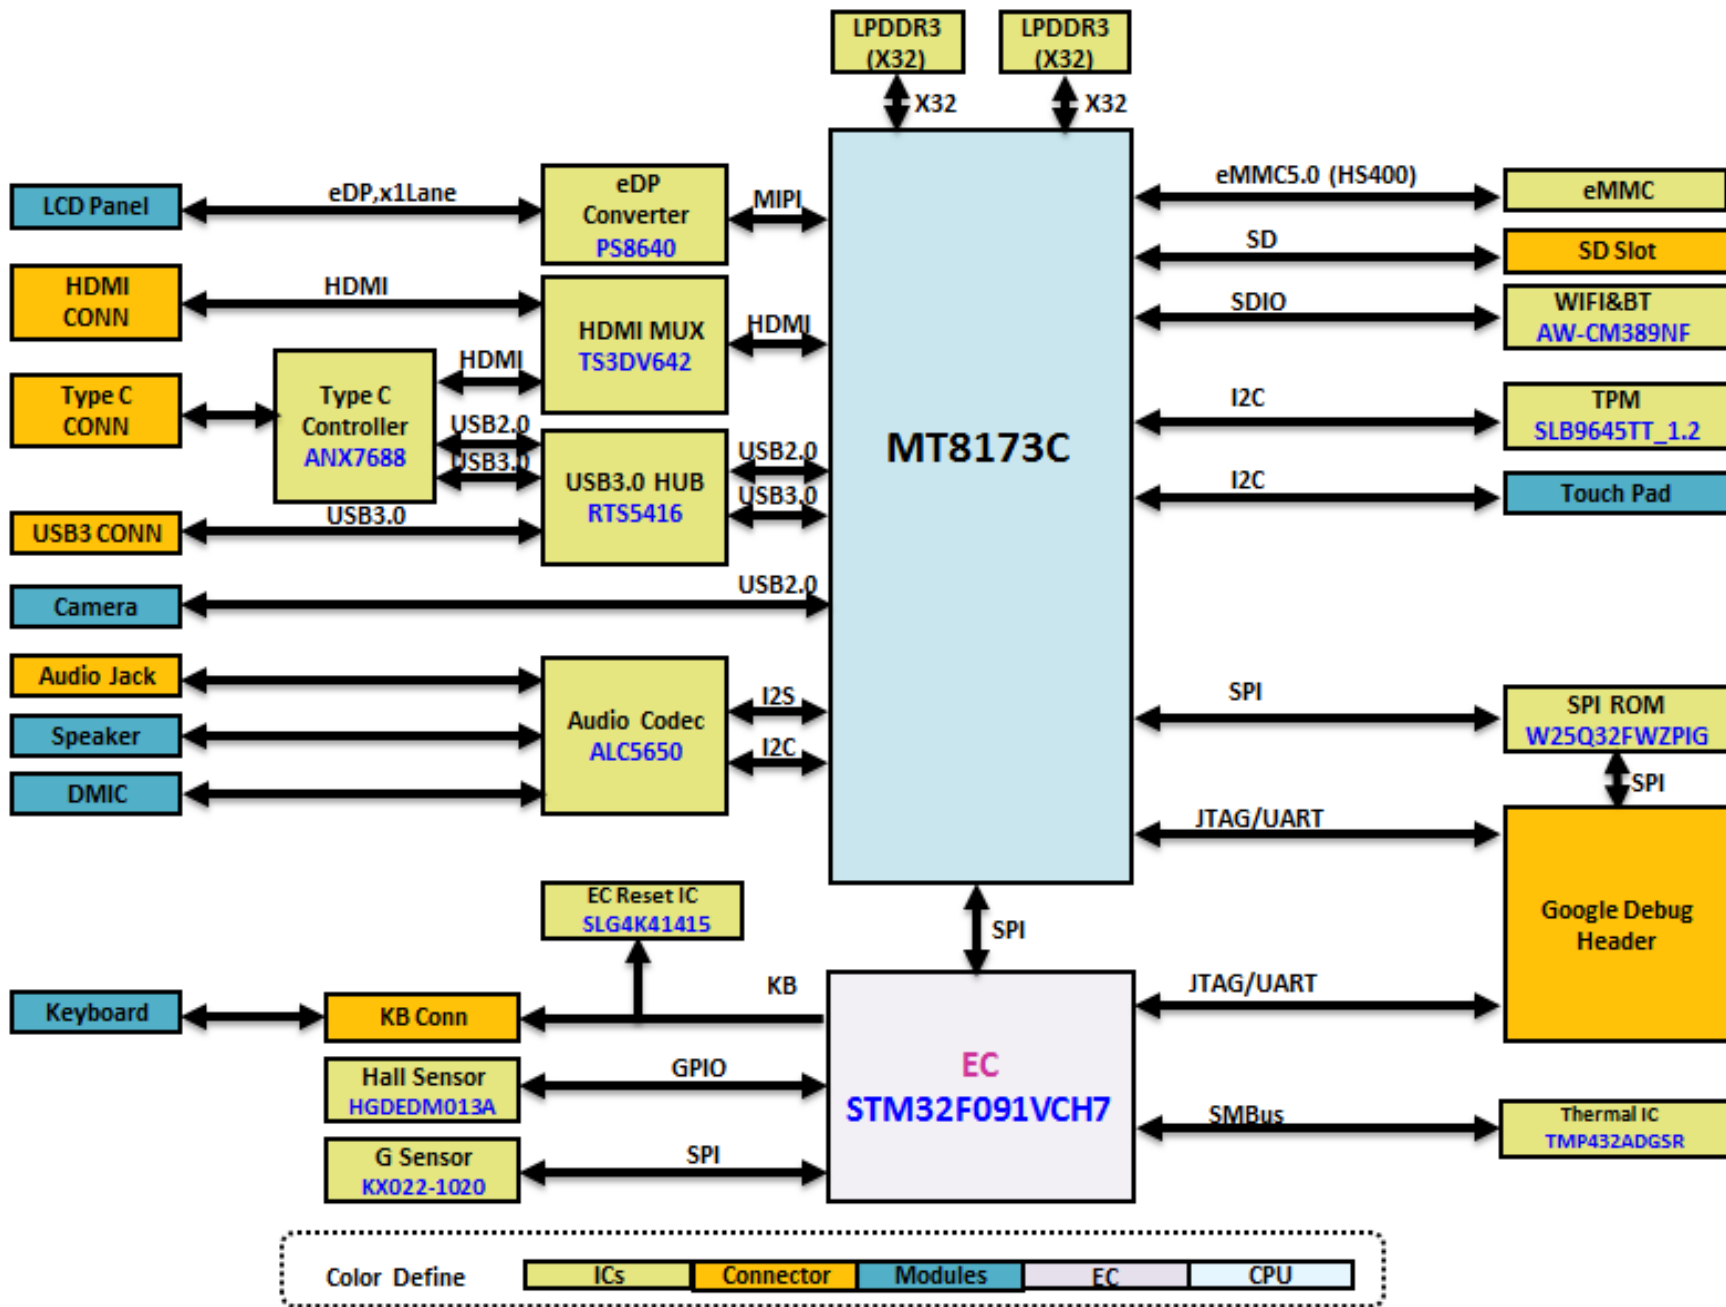 LPDDR3
(X32)
LPDDR3
(X32)
X32
X32
LCD Panel
eDP,x1Lane
eDP
Converter
PS8640
MIPI
HDMI
CONN
HDMI
HDMI MUX
TS3DV642
HDMI
HDMI
Type C
CONN
Type C
Controller
ANX7688
USB2.0
USB3.0
USB3.0 HUB
RTS5416
USB2.0
USB3.0
USB3 CONN
USB3.0
Camera
USB2.0
Audio Jack
Speaker
DMIC
Audio Codec
ALC5650
I2S
I2C
MT8173C
eMMC5.0 (HS400)
eMMC
SD
SD Slot
SDIO
WIFI&BT
AW-CM389NF
I2C
TPM
SLB9645TT_1.2
I2C
Touch Pad
SPI
SPI ROM
W25Q32FWZPIG
SPI
JTAG/UART
Google Debug
Header
JTAG/UART
SPI
EC Reset IC
SLG4K41415
KB
Keyboard
KB Conn
Hall Sensor
HGDEDM013A
GPIO
G Sensor
KX022-1020
SPI
EC
STM32F091VCH7
SMBus
Thermal IC
TMP432ADGSR
Color Define
ICs
Connector
Modules
EC
CPU